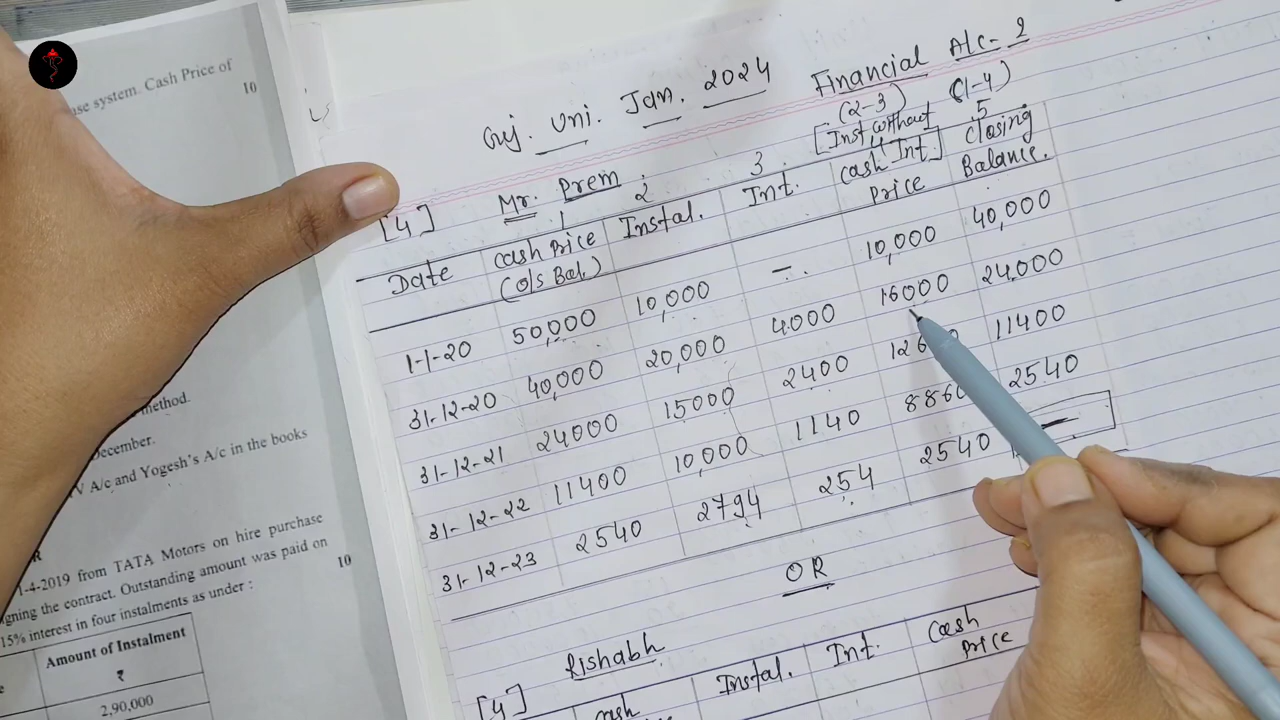 se system. Cash Price of
10
method.
ecember.
V A/c and Yogesh's A/c in the books
R
1-4-2019 from TATA Motors on hire purchase
gning the contract. Outstanding amount was paid on
15% interest in four instalments as under :
10
Amount of Instalment
₹
2,90,000
Guj. Uni. Jan. 2024 Financial A/C- 2
[4] Mr. Prem
1 2 3 (2-3) (1-4)
[Inst without Int.] 4 5
Date Cash Price (O/S Bal.) Instal. Int. Cash Price Closing Balance.
1-1-20 50,000 10,000 —. 10,000 40,000
31-12-20 40,000 20,000 4000 16000 24,000
31-12-21 24000 15000 2400 11400
31-12-22 11400 10,000 1140 8860 2540
31-12-23 2540 2794 254 2540 —
OR
[4] Rishabh
Cash Instal. Int. Cash Price